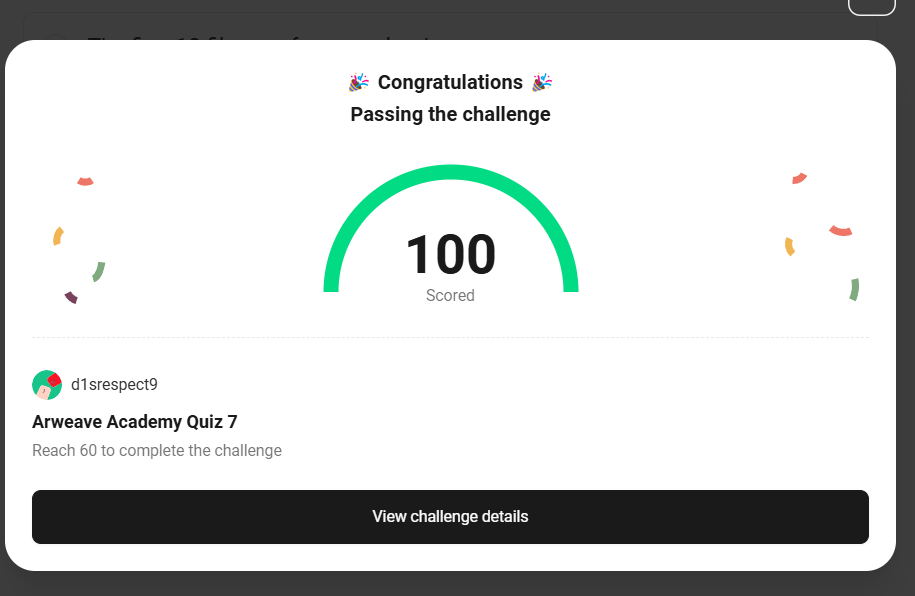 🎉 Congratulations 🎉
Passing the challenge
100
Scored
d1srespect9
Arweave Academy Quiz 7
Reach 60 to complete the challenge
View challenge details